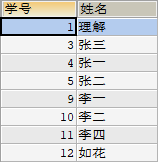 学号 姓名
1 理解
3 张三
4 张一
5 张二
9 李一
10 李二
11 李四
12 如花